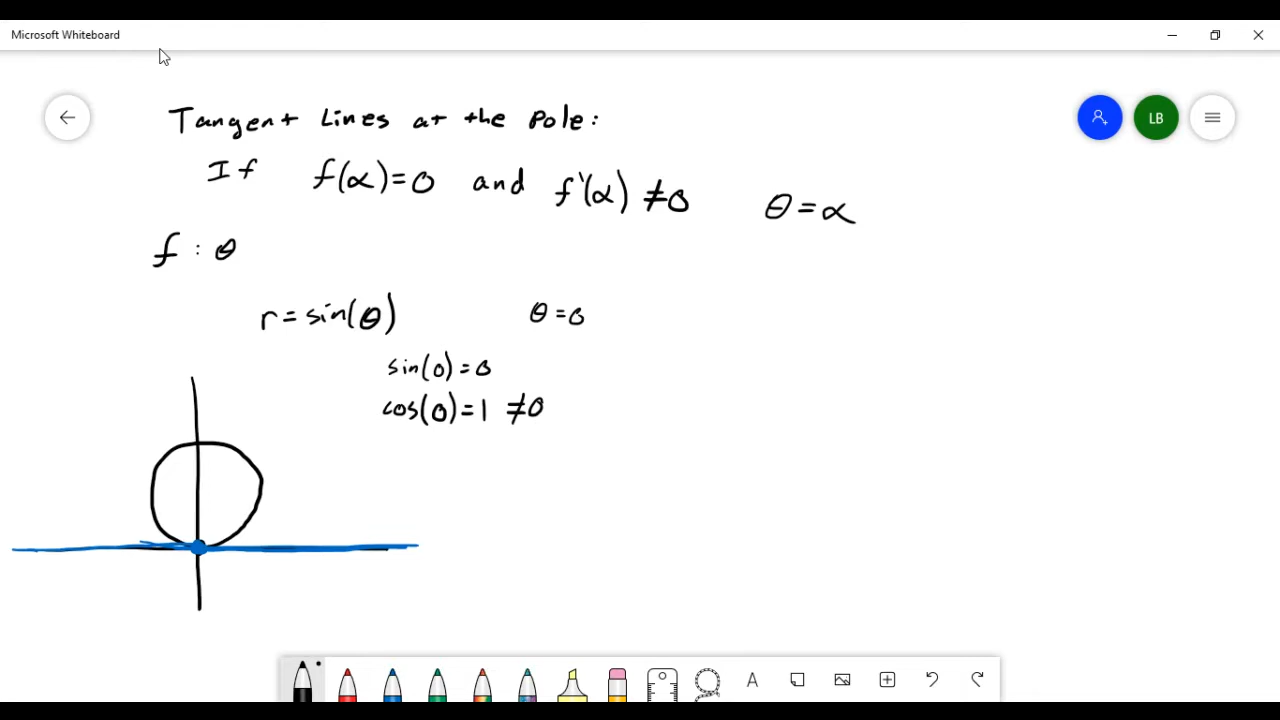 Microsoft Whiteboard
LB
Tangent Lines at the Pole:
If f(α)=0 and f'(α) ≠0 θ=α
f : θ
r = sin(θ) θ=0
sin(0)=0
cos(0)=1 ≠0
A